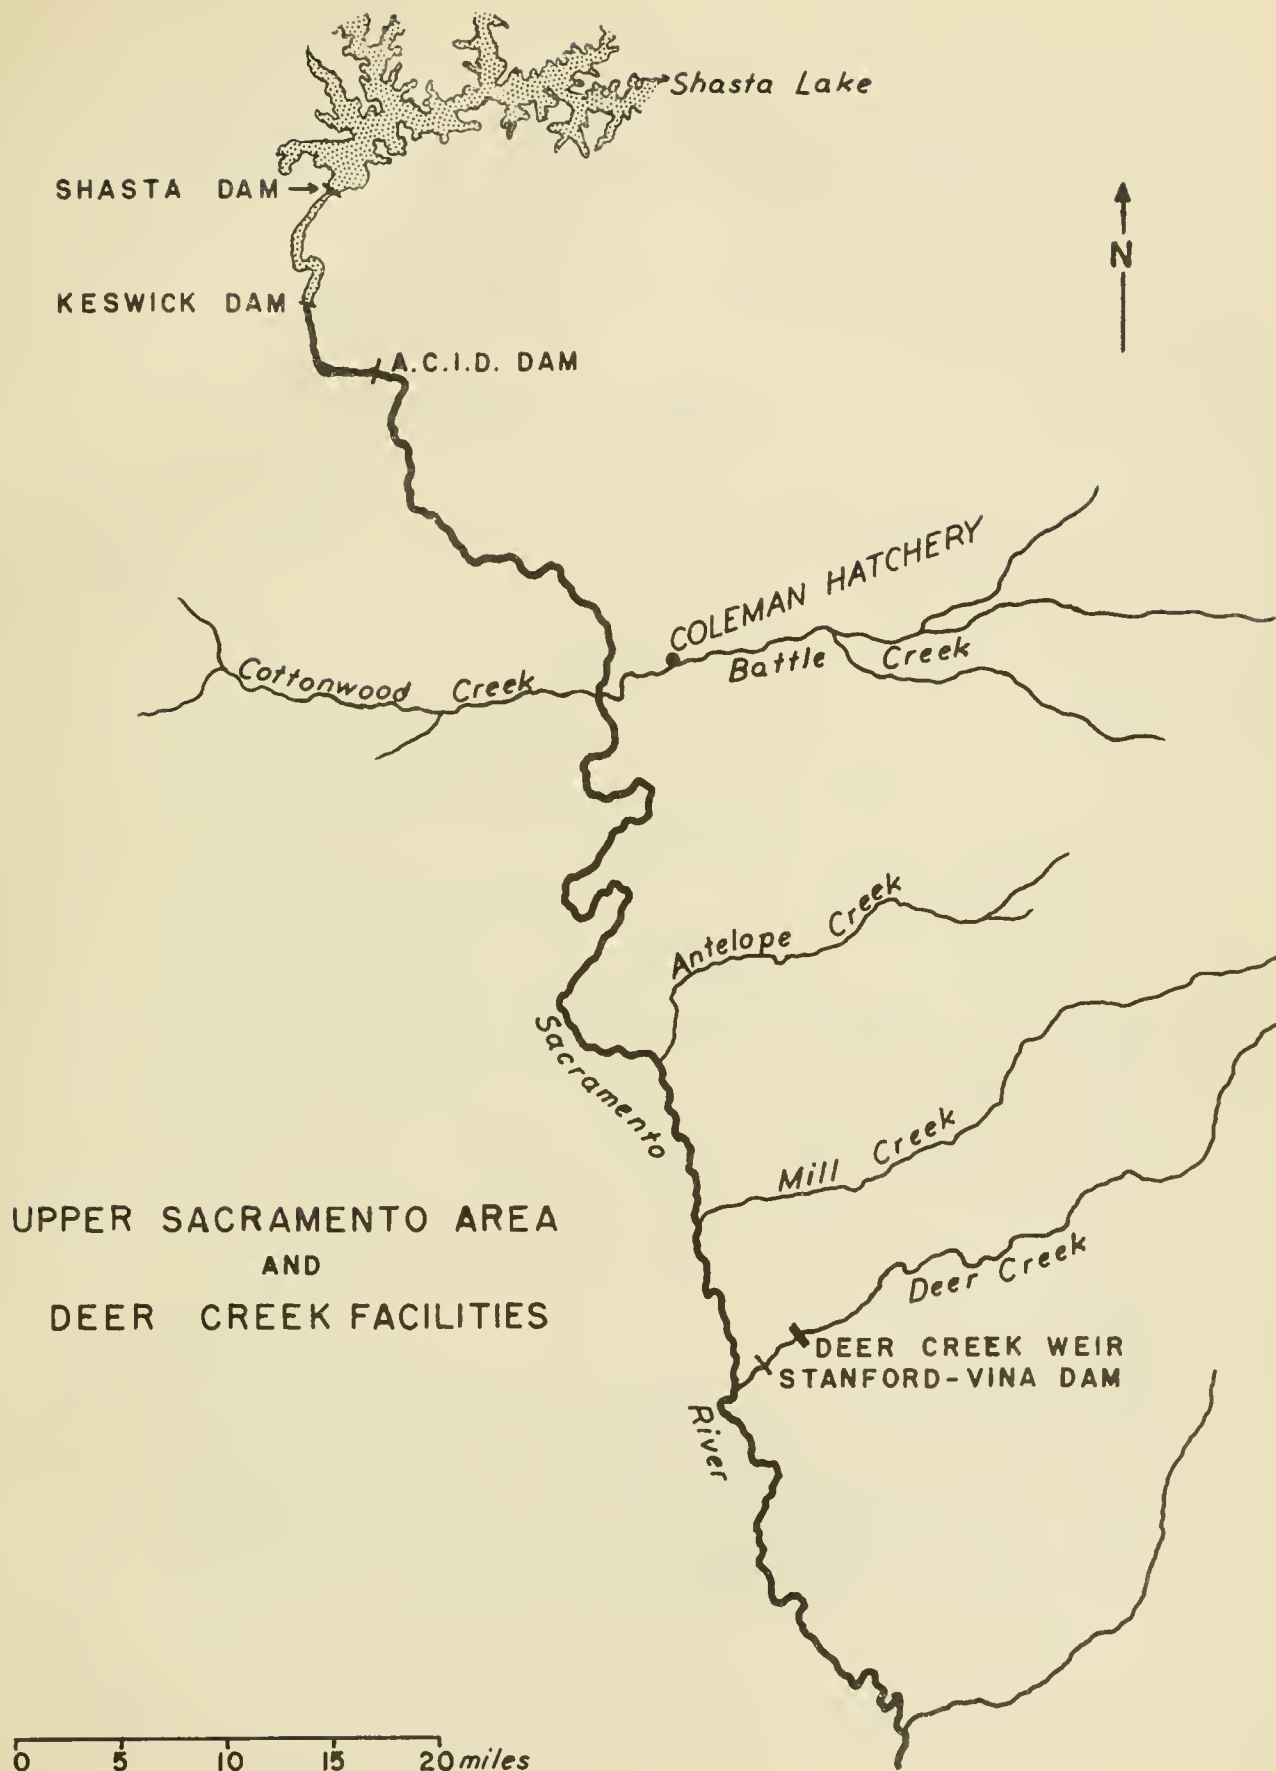 Shasta Lake
SHASTA DAM
N
KESWICK DAM
A.C.I.D. DAM
COLEMAN HATCHERY
Battle Creek
Cottonwood Creek
Antelope Creek
Sacramento
Mill Creek
UPPER SACRAMENTO AREA
AND
DEER CREEK FACILITIES
Deer Creek
DEER CREEK WEIR
STANFORD-VINA DAM
River
0 5 10 15 20 miles